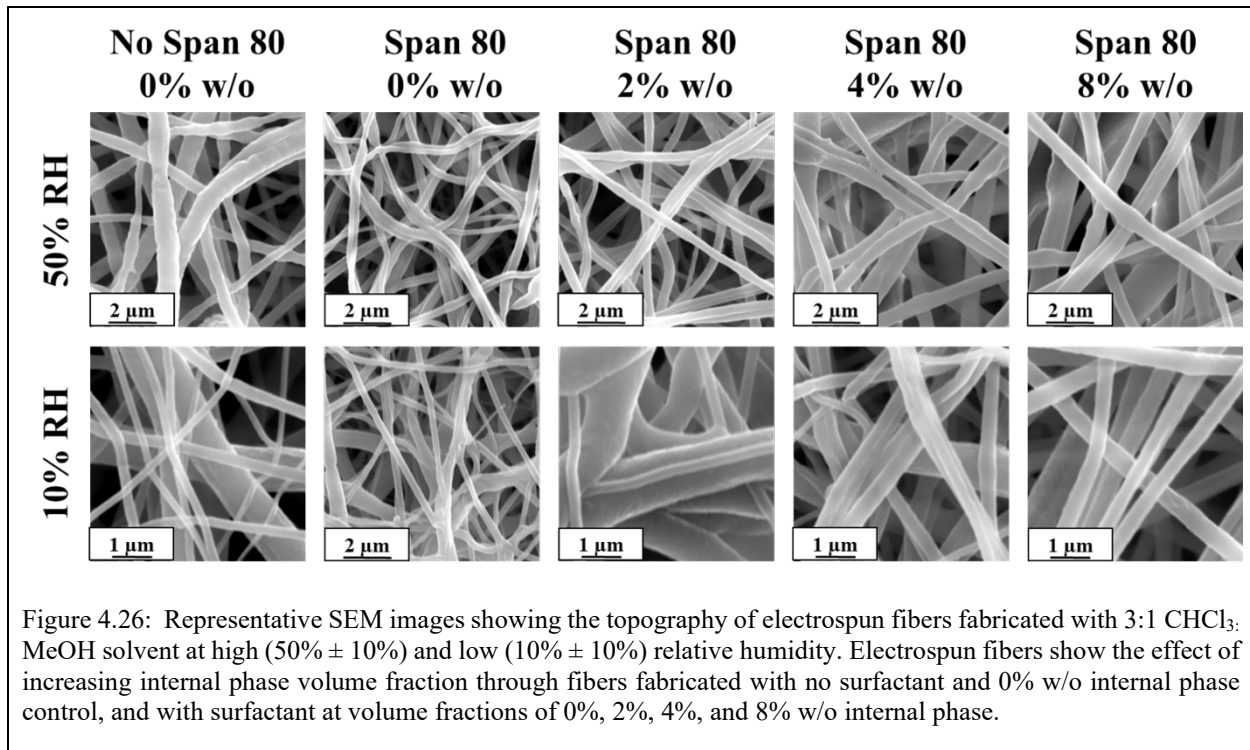 No Span 80 Span 80 Span 80 Span 80 Span 80
0% w/o 0% w/o 2% w/o 4% w/o 8% w/o
50% RH
2 µm 2 µm 2 µm 2 µm 2 µm
10% RH
1 µm 2 µm 1 µm 1 µm 1 µm
Figure 4.26: Representative SEM images showing the topography of electrospun fibers fabricated with 3:1 CHCl₃:
MeOH solvent at high (50% ± 10%) and low (10% ± 10%) relative humidity. Electrospun fibers show the effect of
increasing internal phase volume fraction through fibers fabricated with no surfactant and 0% w/o internal phase
control, and with surfactant at volume fractions of 0%, 2%, 4%, and 8% w/o internal phase.